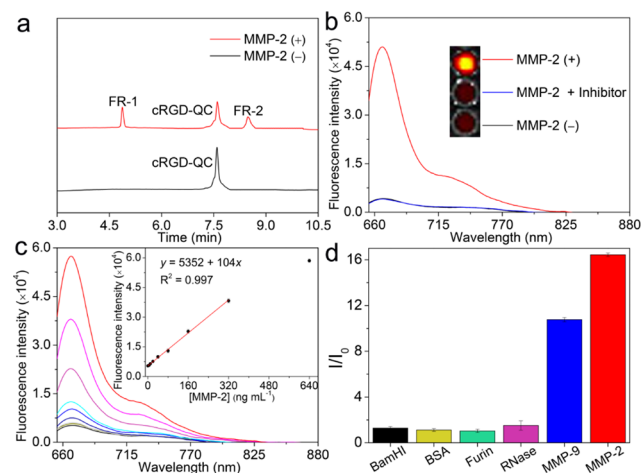 a
MMP-2 (+)
MMP-2 (−)
FR-1
cRGD-QC
FR-2
cRGD-QC
3.0 4.5 6.0 7.5 9.0 10.5
Time (min)
b
Fluorescence intensity (×10⁴)
6.0
4.5
3.0
1.5
0.0
MMP-2 (+)
MMP-2 + Inhibitor
MMP-2 (−)
660 715 770 825 880
Wavelength (nm)
c
Fluorescence intensity (×10⁴)
6.0
4.5
3.0
1.5
0.0
660 715 770 825 880
Wavelength (nm)
Fluorescence intensity (×10⁴)
6.0
4.5
3.0
1.5
0.0
y = 5352 + 104x
R² = 0.997
0 160 320 480 640
[MMP-2] (ng mL⁻¹)
d
I/I₀
16
12
8
4
0
BamHI
BSA
Furin
RNase
MMP-9
MMP-2